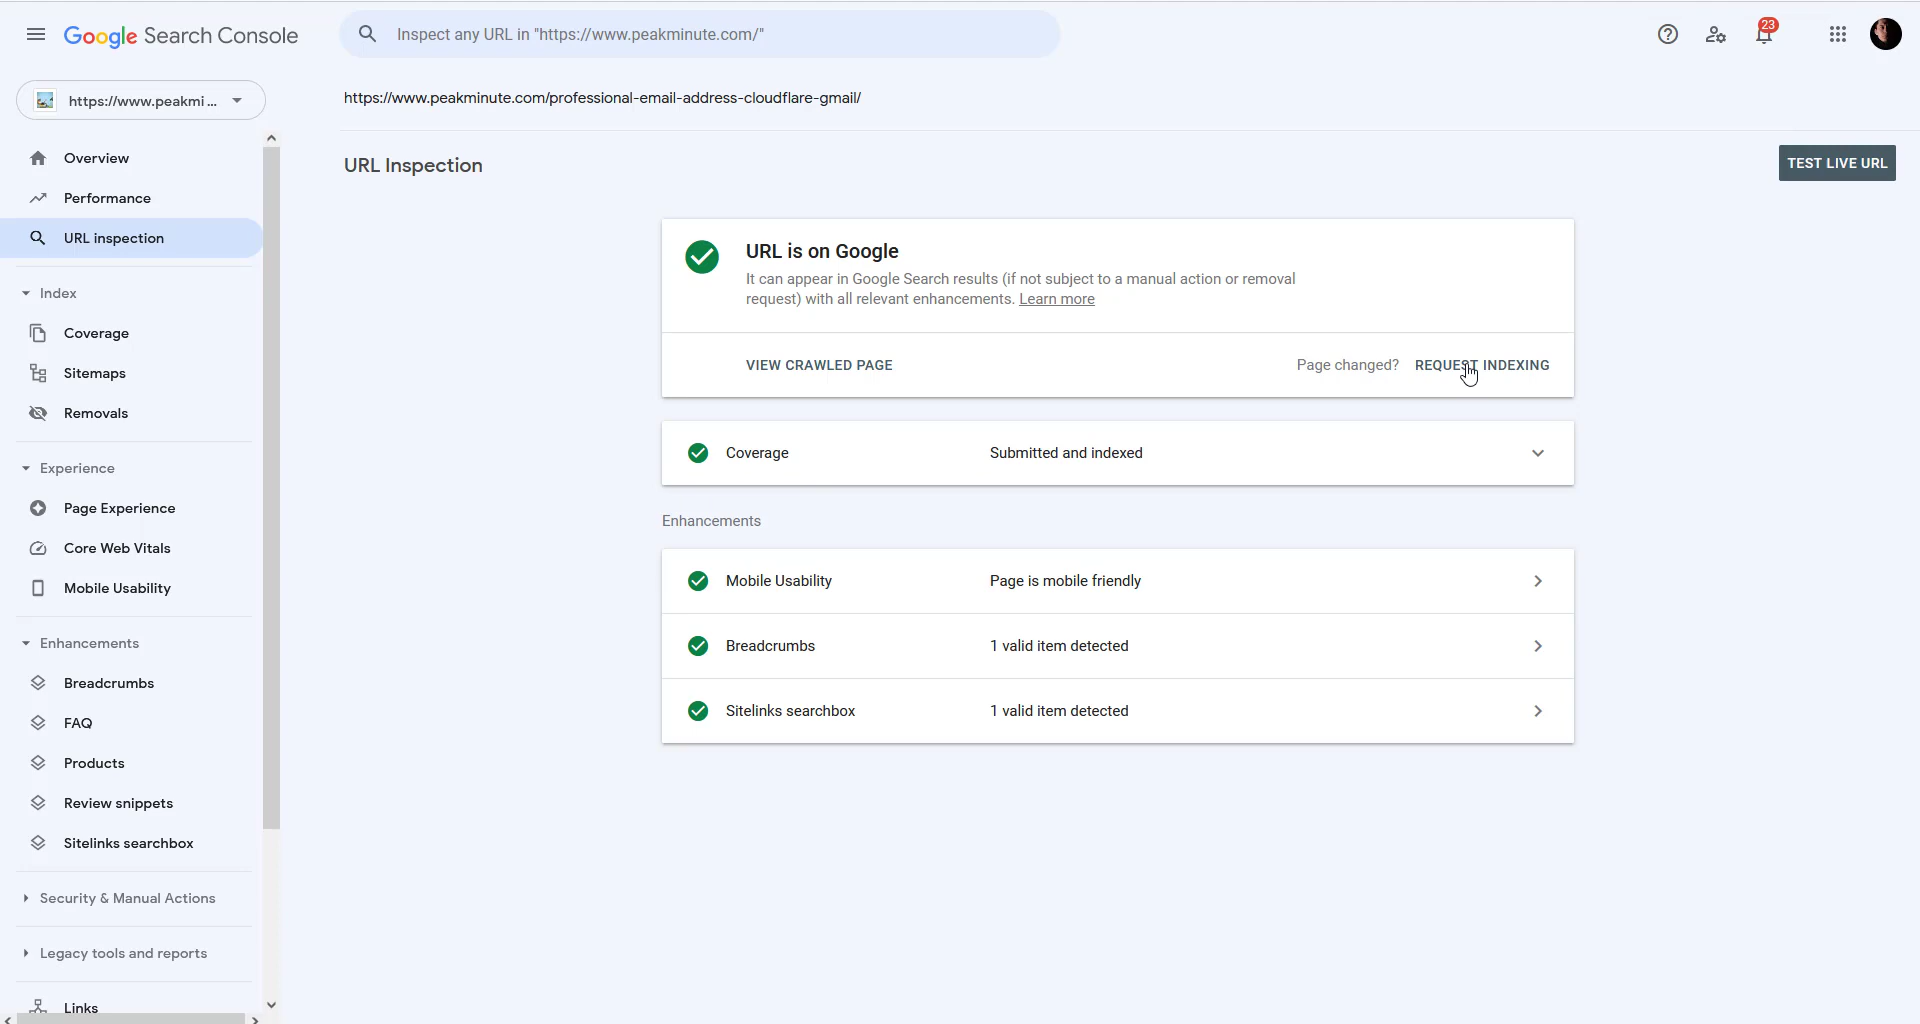 Google Search Console
Inspect any URL in "https://www.peakminute.com/"
23
https://www.peakmi ...
https://www.peakminute.com/professional-email-address-cloudflare-gmail/
Overview
Performance
URL inspection
Index
Coverage
Sitemaps
Removals
Experience
Page Experience
Core Web Vitals
Mobile Usability
Enhancements
Breadcrumbs
FAQ
Products
Review snippets
Sitelinks searchbox
Security & Manual Actions
Legacy tools and reports
Links
URL Inspection
TEST LIVE URL
URL is on Google
It can appear in Google Search results (if not subject to a manual action or removal
request) with all relevant enhancements. Learn more
VIEW CRAWLED PAGE
Page changed? REQUEST INDEXING
Coverage Submitted and indexed
Enhancements
Mobile Usability Page is mobile friendly
Breadcrumbs 1 valid item detected
Sitelinks searchbox 1 valid item detected